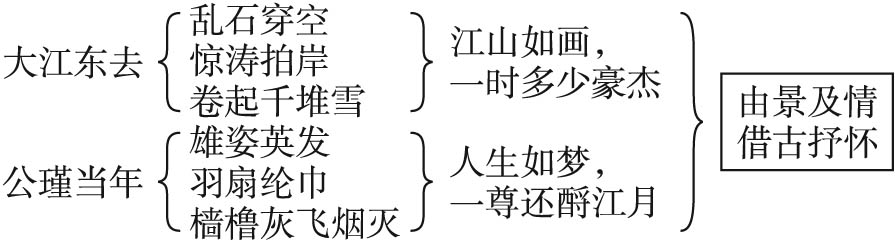 大江东去
乱石穿空
惊涛拍岸
卷起千堆雪
江山如画，
一时多少豪杰
公瑾当年
雄姿英发
羽扇纶巾
樯橹灰飞烟灭
人生如梦，
一尊还酹江月
由景及情
借古抒怀